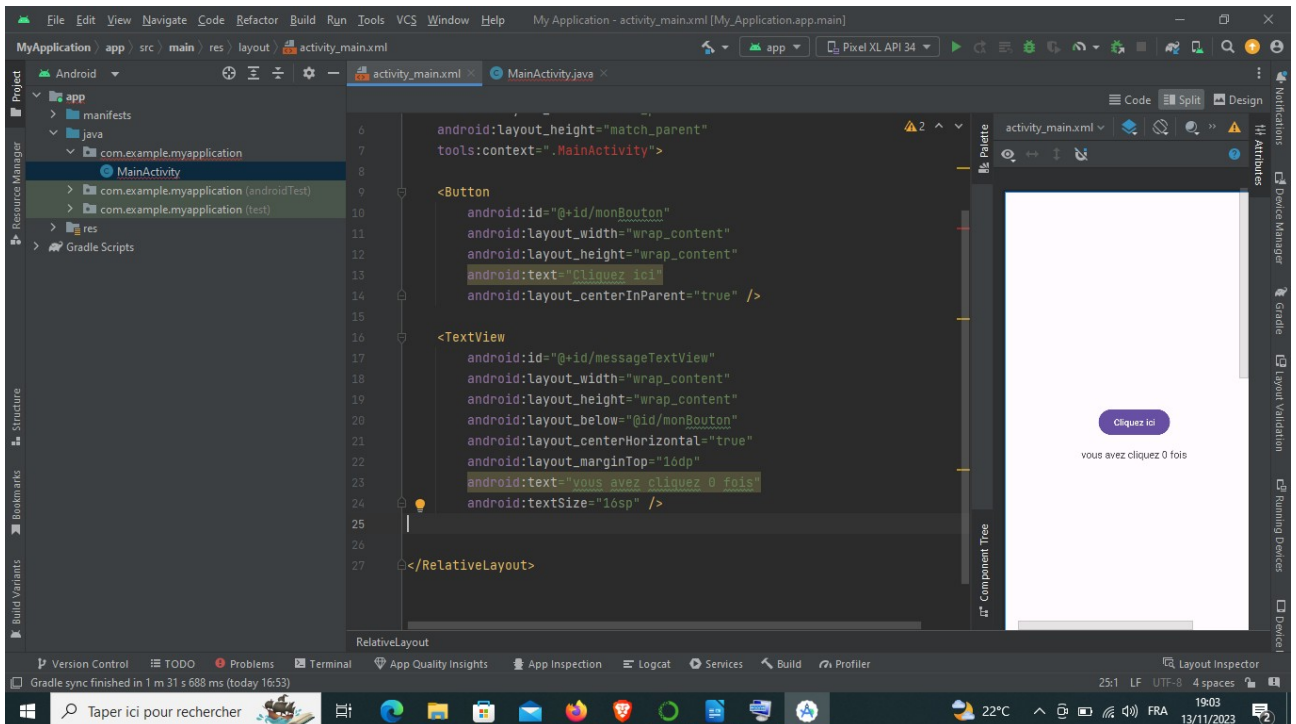 File Edit View Navigate Code Refactor Build Run Tools VCS Window Help My Application - activity_main.xml [My_Application.app.main]
MyApplication app src main res layout activity_main.xml app Pixel XL API 34
Android activity_main.xml MainActivity.java
Code Split Design
app
manifests
java
com.example.myapplication
MainActivity
com.example.myapplication (androidTest)
com.example.myapplication (test)
res
Gradle Scripts
Project
Resource Manager
Structure
Bookmarks
Build Variants
6 android:layout_height="match_parent"
7 tools:context=".MainActivity">
8
9 <Button
10 android:id="@+id/monBouton"
11 android:layout_width="wrap_content"
12 android:layout_height="wrap_content"
13 android:text="Cliquez ici"
14 android:layout_centerInParent="true" />
15
16 <TextView
17 android:id="@+id/messageTextView"
18 android:layout_width="wrap_content"
19 android:layout_height="wrap_content"
20 android:layout_below="@id/monBouton"
21 android:layout_centerHorizontal="true"
22 android:layout_marginTop="16dp"
23 android:text="vous avez cliquez 0 fois"
24 android:textSize="16sp" />
25
26
27 </RelativeLayout>
2
RelativeLayout
Palette
Component Tree
activity_main.xml
Cliquez ici
vous avez cliquez 0 fois
Attributes
Notifications
Device Manager
Gradle
Layout Validation
Running Devices
Version Control TODO Problems Terminal App Quality Insights App Inspection Logcat Services Build Profiler Layout Inspector
Gradle sync finished in 1 m 31 s 688 ms (today 16:53) 25:1 LF UTF-8 4 spaces
Taper ici pour rechercher 22°C FRA 19:03
13/11/2023